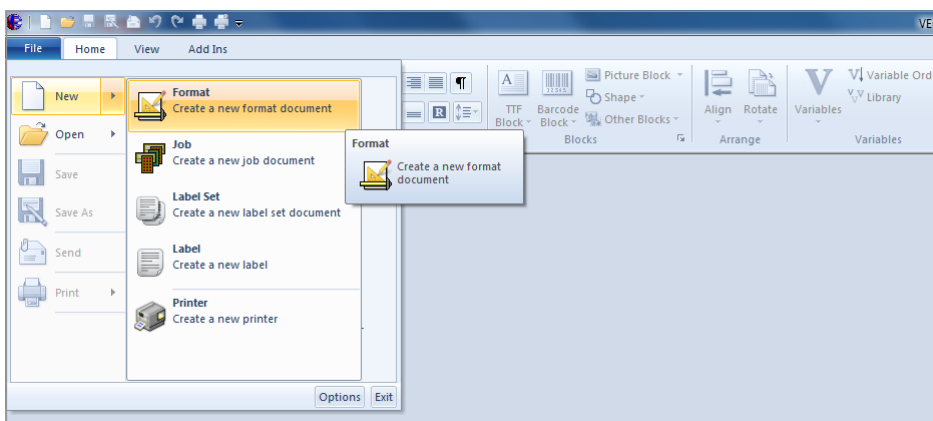 VE
File Home View Add Ins
New
Format
Create a new format document
Open
Job
Create a new job document
Save
Label Set
Create a new label set document
Save As
Send
Label
Create a new label
Print
Printer
Create a new printer
Options Exit
Format
Create a new format
document
R
A
TTF
Block
Barcode
Block
Picture Block
Shape
Other Blocks
Blocks
Align Rotate
Arrange
V
Variables
Variable Ord
Library
Variables